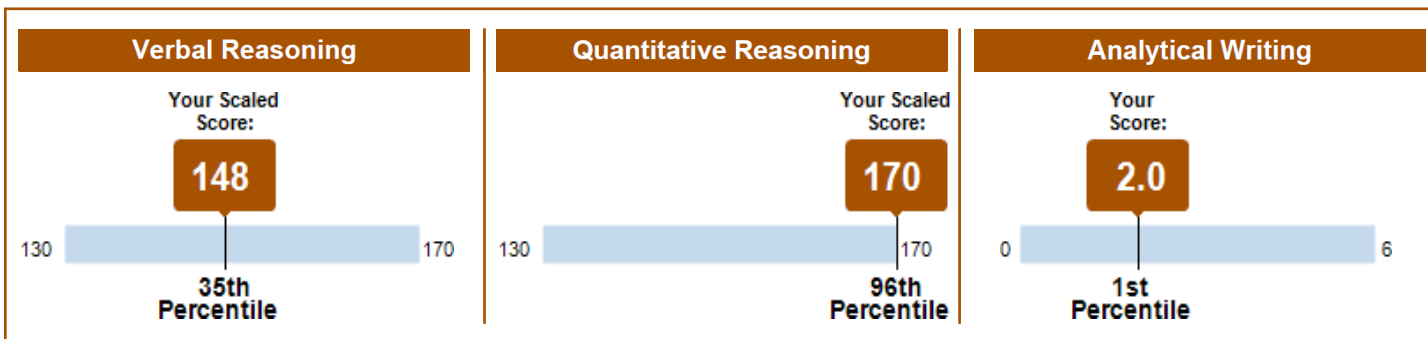 Verbal Reasoning
Your Scaled
Score:
148
130
170
35th
Percentile
Quantitative Reasoning
Your Scaled
Score:
170
130
170
96th
Percentile
Analytical Writing
Your
Score:
2.0
0
6
1st
Percentile